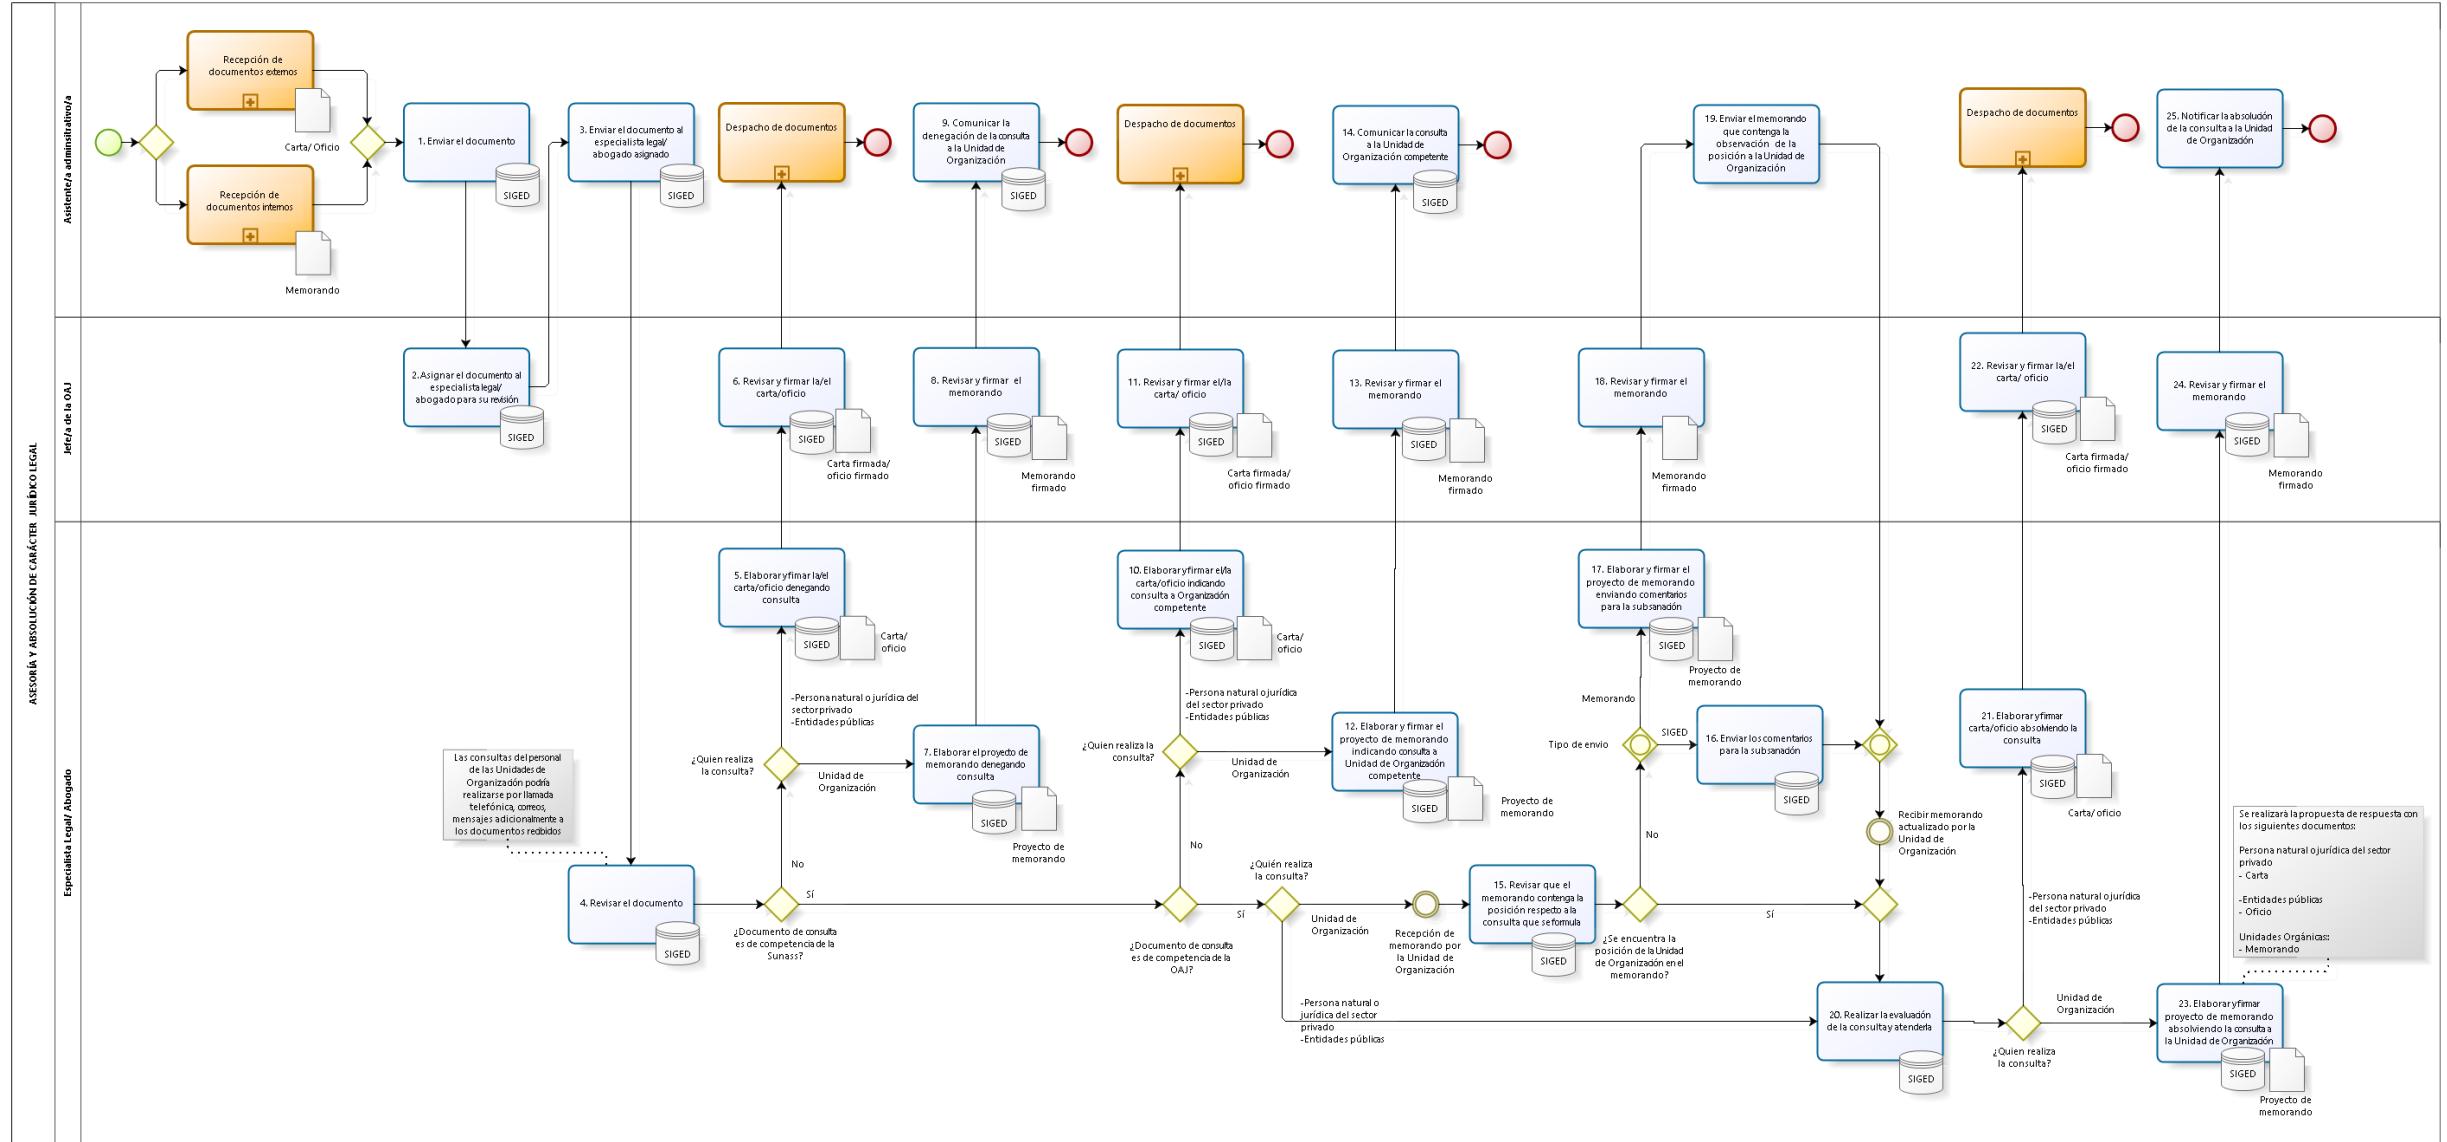 ASESORÍA Y ABSOLUCIÓN DE CARÁCTER JURÍDICO LEGAL
Asistente/a adminsitrativo/a
Recepción de
documentos externos
Carta/ Oficio
Recepción de
documentos internos
Memorando
1. Enviar el documento
SIGED
3. Enviar el documento al
especialista legal/
abogado asignado
SIGED
Despacho de documentos
9. Comunicar la
denegación de la consulta
a la Unidad de
Organización
SIGED
Despacho de documentos
14. Comunicar la consulta
a la Unidad de
Organización competente
SIGED
19. Enviar el memorando
que contenga la
observación de la
posición a la Unidad de
Organización
Despacho de documentos
25. Notificar la absolución
de la consulta a la Unidad
de Organización
Jefe/a de la OAJ
2. Asignar el documento al
especialista legal/
abogado para su revisión
SIGED
6. Revisar y firmar la/el
carta/oficio
SIGED
Carta firmada/
oficio firmado
8. Revisar y firmar el
memorando
SIGED
Memorando
firmado
11. Revisar y firmar el/la
carta/ oficio
SIGED
Carta firmada/
oficio firmado
13. Revisar y firmar el
memorando
SIGED
Memorando
firmado
18. Revisar y firmar el
memorando
Memorando
firmado
22. Revisar y firmar la/el
carta/ oficio
SIGED
Carta firmada/
oficio firmado
24. Revisar y firmar el
memorando
SIGED
Memorando
firmado
Especialista Legal/ Abogado
Las consultas del personal
de las Unidades de
Organización podría
realizarse por llamada
telefónica, correos,
mensajes adicionalmente a
los documentos recibidos
4. Revisar el documento
SIGED
¿Documento de consulta
es de competencia de la
Sunass?
No
Sí
¿Quien realiza
la consulta?
-Persona natural o jurídica del
sector privado
-Entidades públicas
Unidad de
Organización
5. Elaborar y fimar la/el
carta/oficio denegando
consulta
SIGED
Carta/
oficio
7. Elaborar el proyecto de
memorando denegando
consulta
SIGED
Proyecto de
memorando
¿Documento de consulta
es de competencia de la
OAJ?
No
Sí
¿Quien realiza la
consulta?
-Persona natural o jurídica
del sector privado
-Entidades públicas
Unidad de
Organización
10. Elaborar y firmar el/la
carta/oficio indicando
consulta a Organización
competente
SIGED
Carta/
oficio
12. Elaborar y firmar el
proyecto de memorando
indicando consulta a
Unidad de Organización
competente
SIGED
Proyecto de
memorando
¿Quién realiza
la consulta?
Unidad de
Organización
-Persona natural o
jurídica del sector
privado
-Entidades públicas
Recepción de
memorando por
la Unidad de
Organización
15. Revisar que el
memorando contenga la
posición respecto a la
consulta que se formula
SIGED
¿Se encuentra la
posición de la Unidad
de Organización en el
memorando?
No
Sí
Tipo de envio
Memorando
SIGED
17. Elaborar y firmar el
proyecto de memorando
enviando comentarios
para la subsanación
SIGED
Proyecto de
memorando
16. Enviar los comentarios
para la subsanación
SIGED
Recibir memorando
actualizado por la
Unidad de
Organización
20. Realizar la evaluación
de la consulta y atenderla
SIGED
¿Quien realiza
la consulta?
-Persona natural o jurídica
del sector privado
-Entidades públicas
Unidad de
Organización
21. Elaborar y firmar
carta/oficio absolviendo la
consulta
SIGED
Carta/ oficio
23. Elaborar y firmar
proyecto de memorando
absolviendo la consulta a
la Unidad de Organización
SIGED
Proyecto de
memorando
Se realizará la propuesta de respuesta con
los siguientes documentos:
Persona natural o jurídica del sector
privado
- Carta
-Entidades públicas
- Oficio
Unidades Orgánicas:
- Memorando